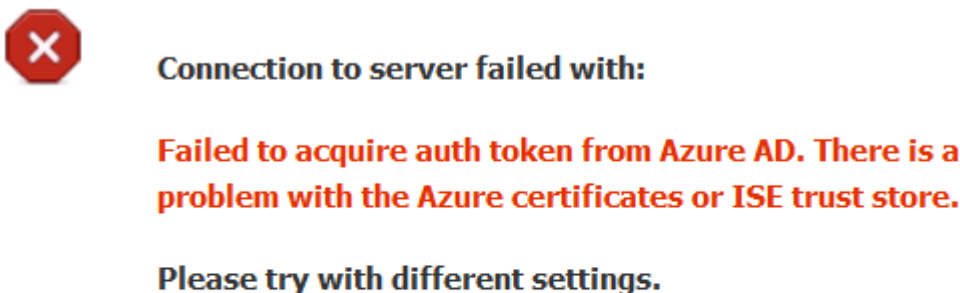 Connection to server failed with:
Failed to acquire auth token from Azure AD. There is a
problem with the Azure certificates or ISE trust store.
Please try with different settings.